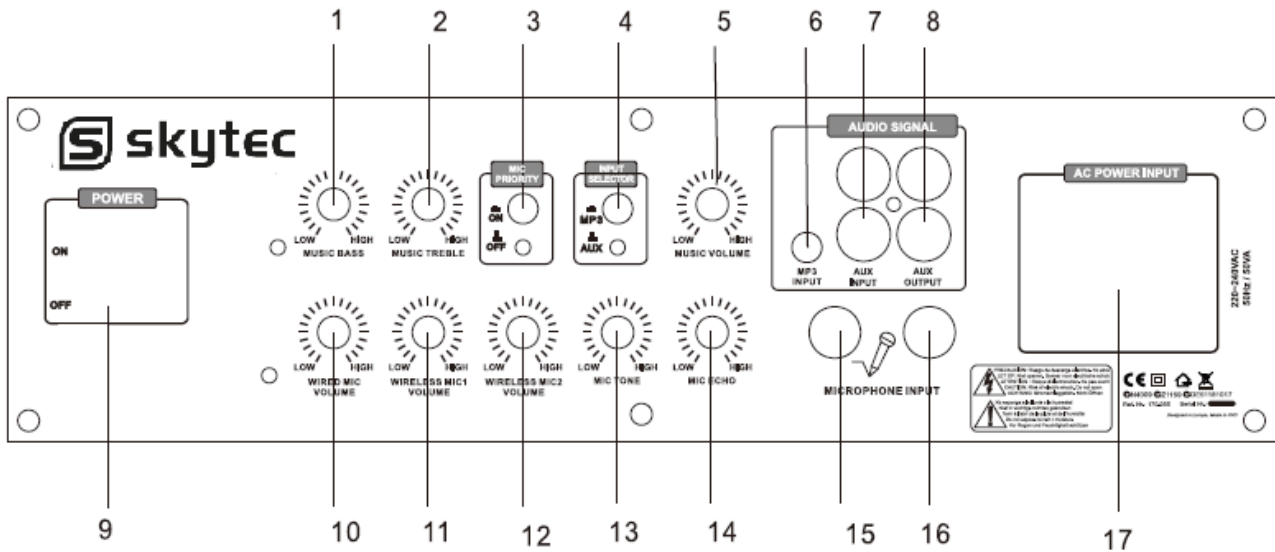 1 2 3 4 5 6 7 8
skytec
POWER
ON
OFF
LOW HIGH
MUSIC BASS
LOW HIGH
MUSIC TREBLE
MIC
PRIORITY
ON
OFF
INPUT
SELECTOR
MP3
AUX
LOW HIGH
MUSIC VOLUME
AUDIO SIGNAL
MP3
INPUT
AUX
INPUT
AUX
OUTPUT
AC POWER INPUT
220~240VAC
50Hz / 50VA
LOW HIGH
WIRED MIC
VOLUME
LOW HIGH
WIRELESS MIC1
VOLUME
LOW HIGH
WIRELESS MIC2
VOLUME
LOW HIGH
MIC TONE
LOW HIGH
MIC ECHO
MICROPHONE INPUT
CE
9 10 11 12 13 14 15 16 17